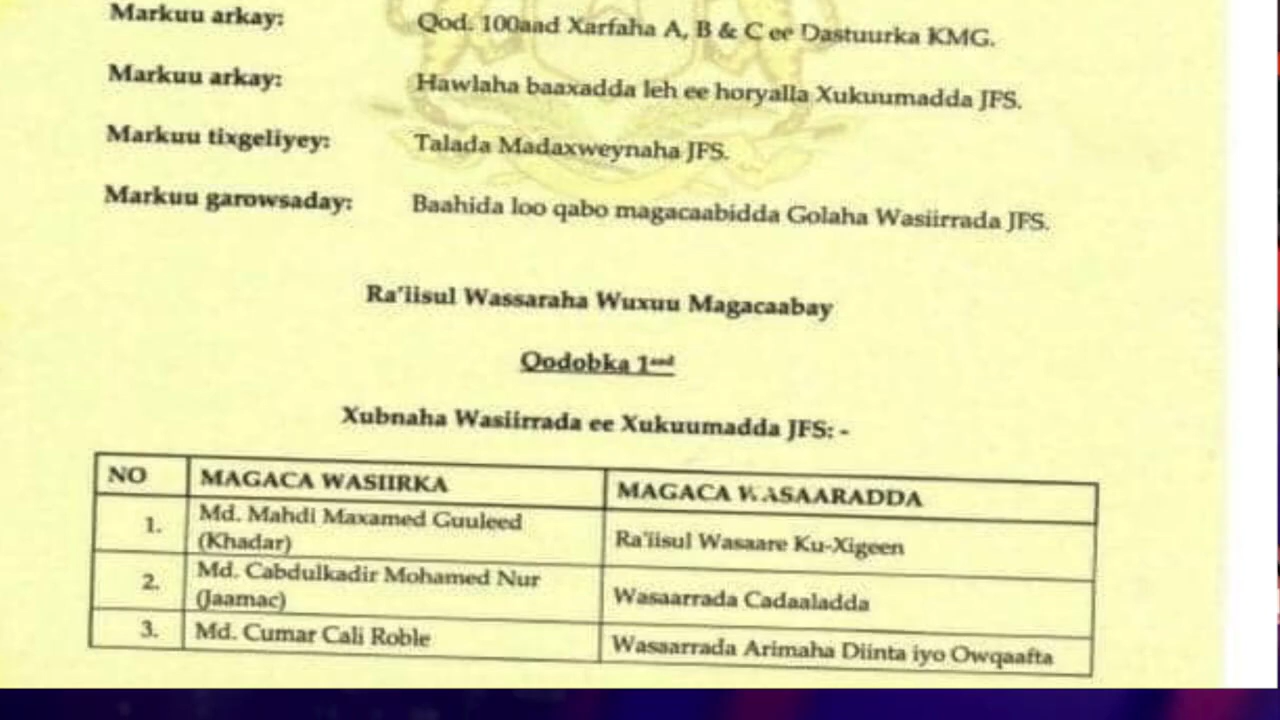 Markuu arkay: Qod. 100aad Xarfaha A, B & C ee Dastuurka KMG.
Markuu arkay: Hawlaha baaxadda leh ee horyalla Xukuumadda JFS.
Markuu tixgeliyey: Talada Madaxweynaha JFS.
Markuu garowsaday: Baahida loo qabo magacaabidda Golaha Wasiirrada JFS.
Ra'iisul Wassaraha Wuxuu Magacaabay
Qodobka 1aad
Xubnaha Wasiirrada ee Xukuumadda JFS: -
NO MAGACA WASIIRKA MAGACA WASAARADDA
1. Md. Mahdi Maxamed Guuleed
(Khadar) Ra'iisul Wasaare Ku-Xigeen
2. Md. Cabdulkadir Mohamed Nur
(Jaamac) Wasaarrada Cadaaladda
3. Md. Cumar Cali Roble Wasaarrada Arimaha Diinta iyo Owqaafta